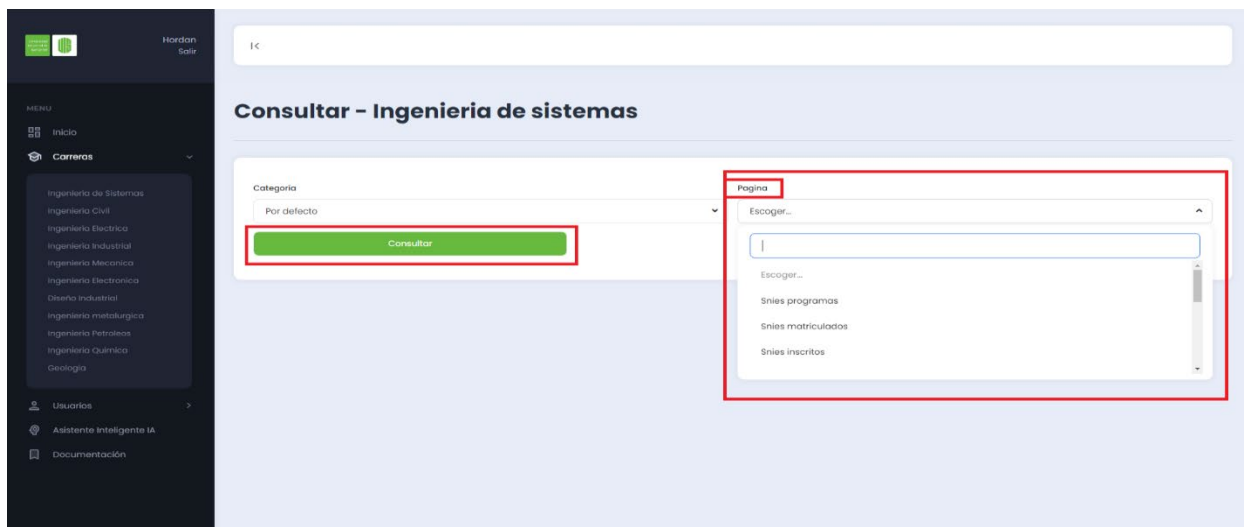 Hordan
Salir
MENU
Inicio
Carreras
Ingenieria de Sistemas
Ingenieria Civil
Ingenieria Electrica
Ingenieria Industrial
Ingenieria Mecanica
Ingenieria Electronica
Diseño Industrial
Ingenieria metalurgica
Ingenieria Petroleos
Ingenieria Quimica
Geologia
Usuarios
Asistente Inteligente IA
Documentación
Consultar - Ingenieria de sistemas
Categoria
Por defecto
Consultar
Pagina
Escoger...
Escoger...
Snies programas
Snies matriculados
Snies inscritos